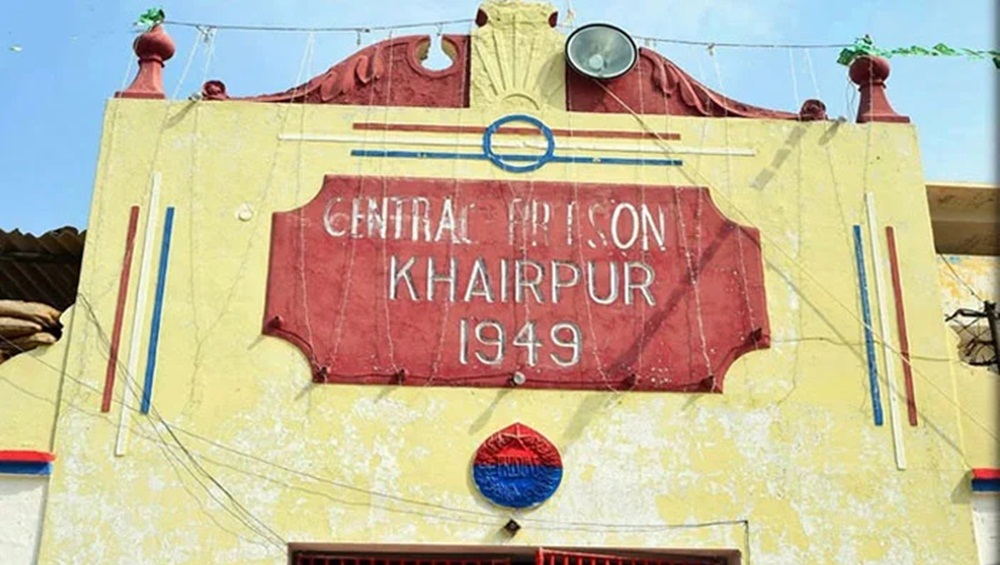 CENTRAL PRISON
KHAIRPUR
1949